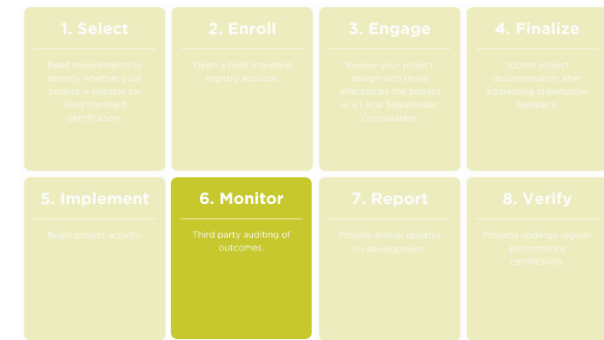 1. Select
Read requirements to
identify whether your
project is suitable for
Gold Standard
certification.
2. Enroll
Open a Gold Standard
registry account.
3. Engage
Review your project
design with those
affected by the project
in a Local Stakeholder
Consultation.
4. Finalize
Submit project
documentation after
addressing stakeholder
feedback.
5. Implement
Begin project activity.
6. Monitor
Third party auditing of
outcomes.
7. Report
Provide annual updates
on development.
8. Verify
Projects undergo regular
performance
certification.